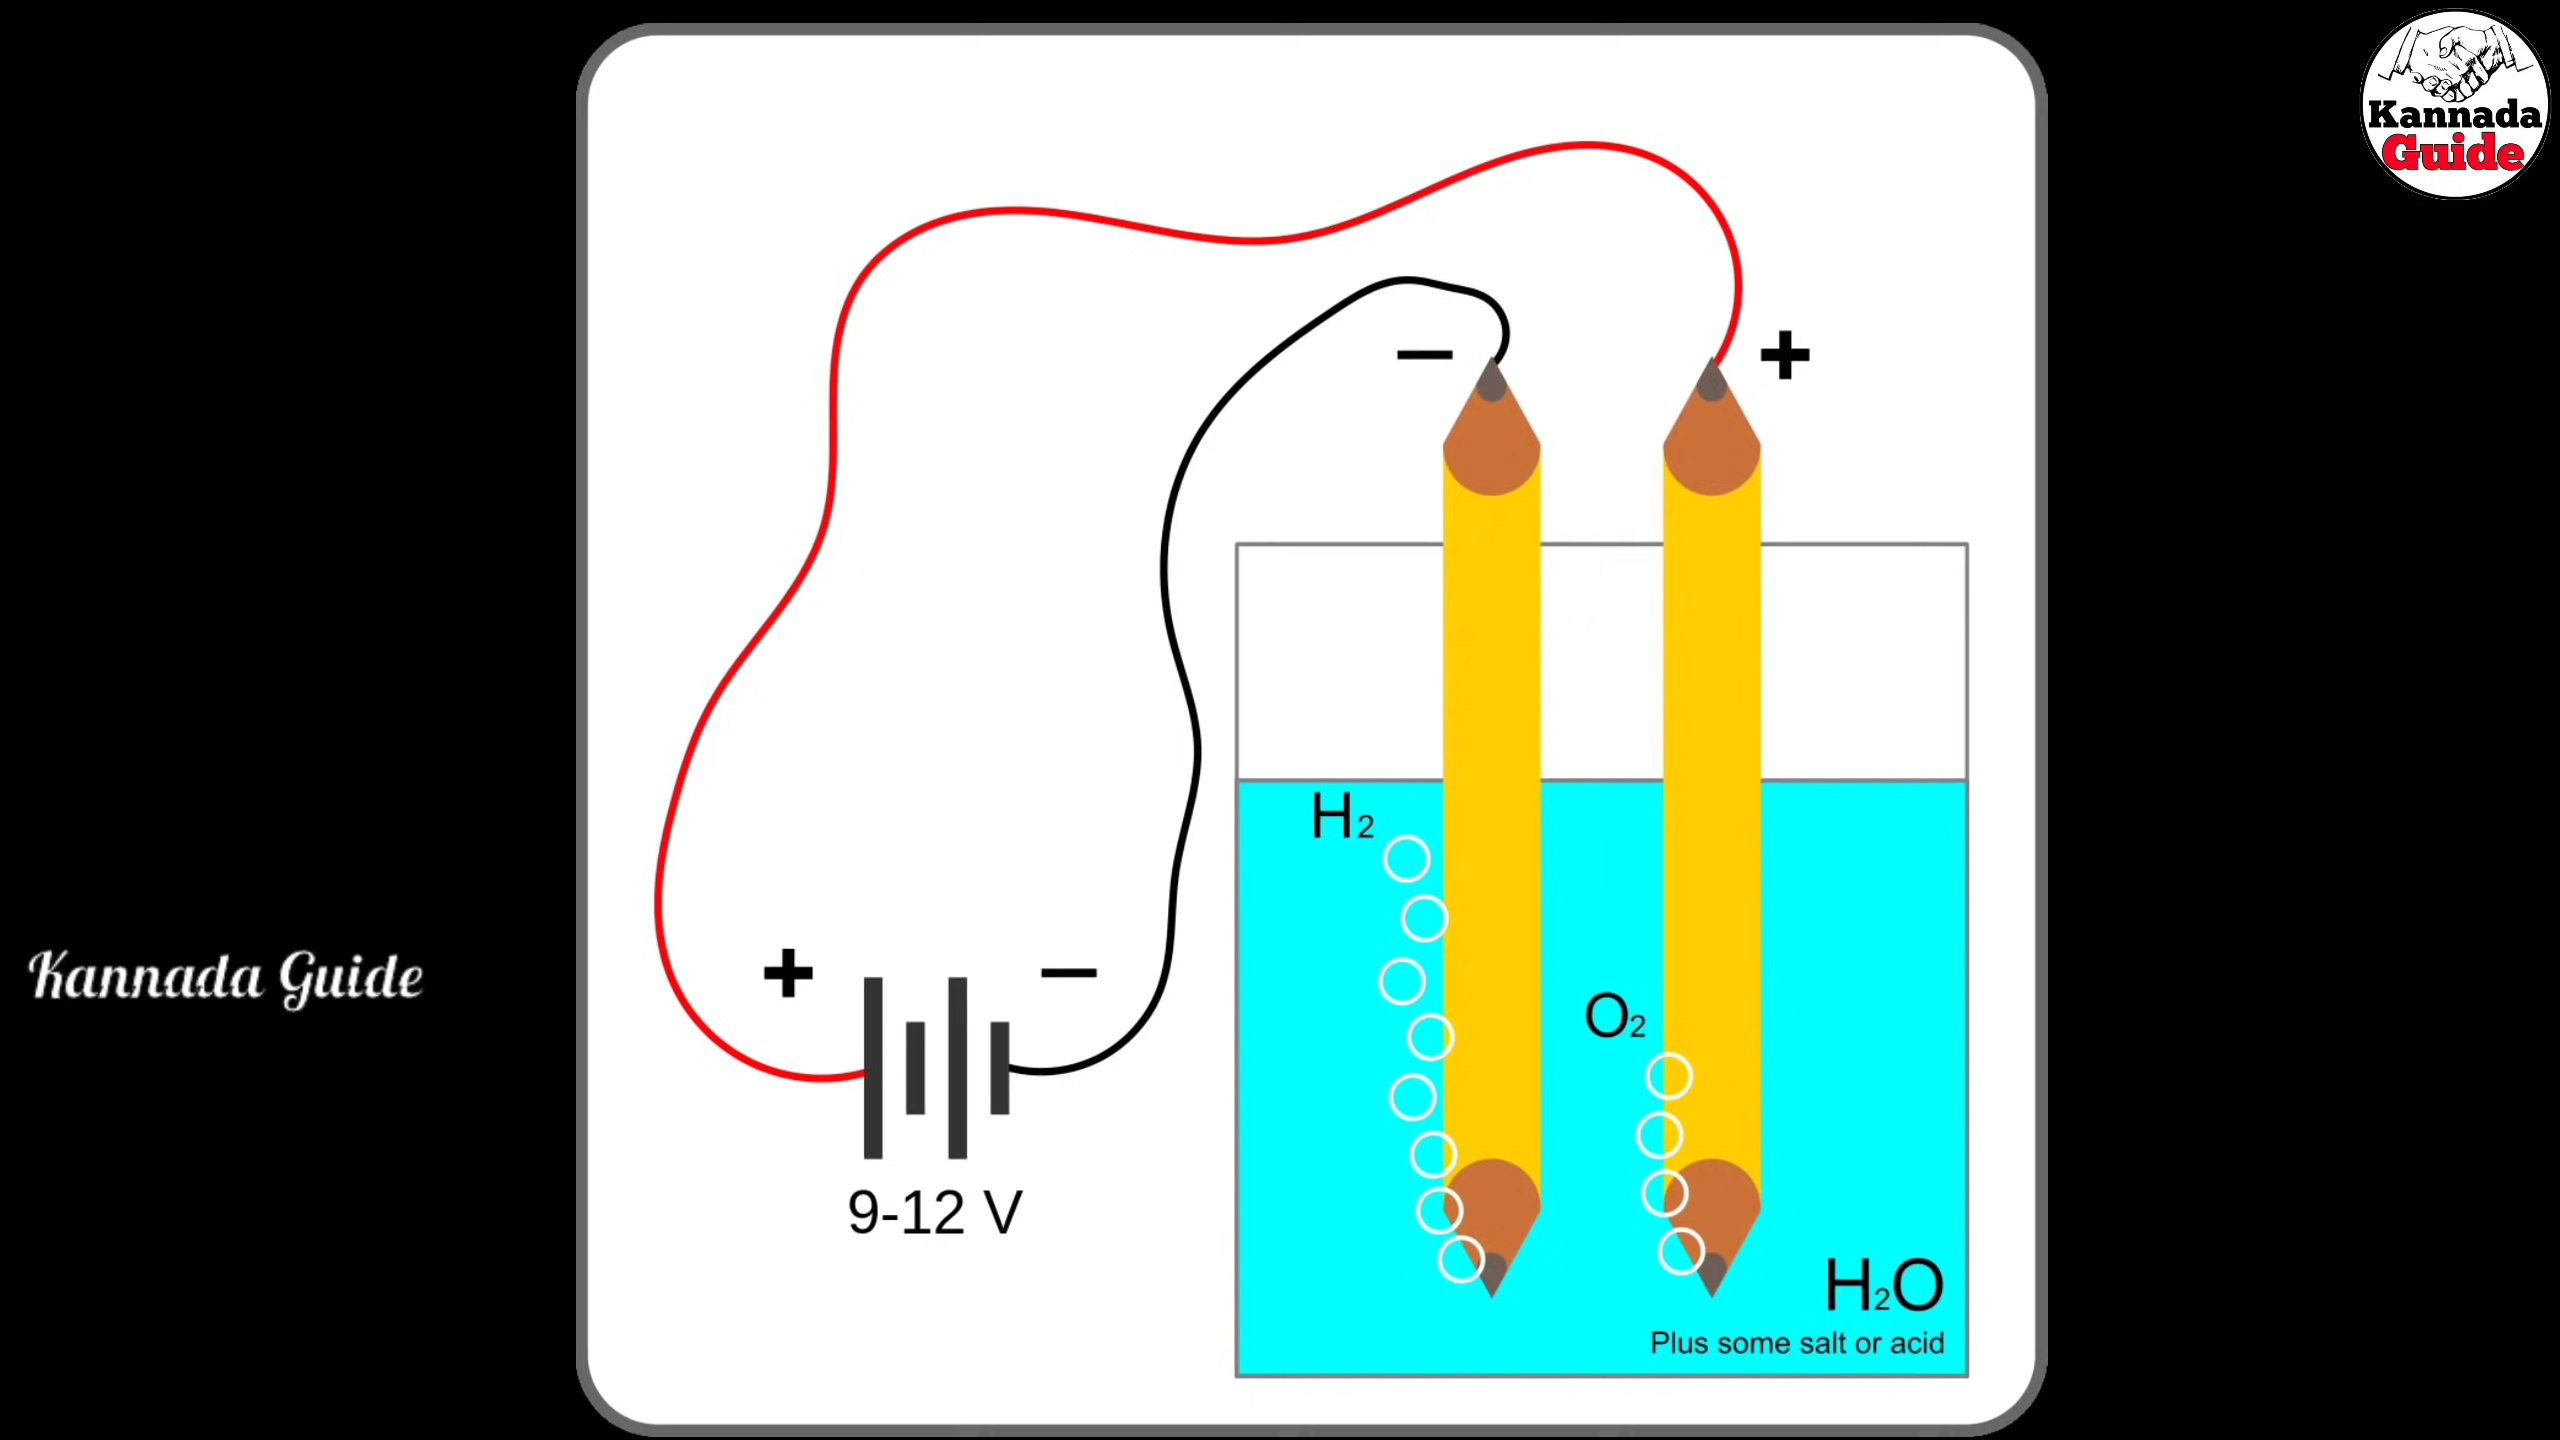 Kannada
Guide
−
+
H₂
Kannada Guide
+
−
O₂
9-12 V
H₂O
Plus some salt or acid